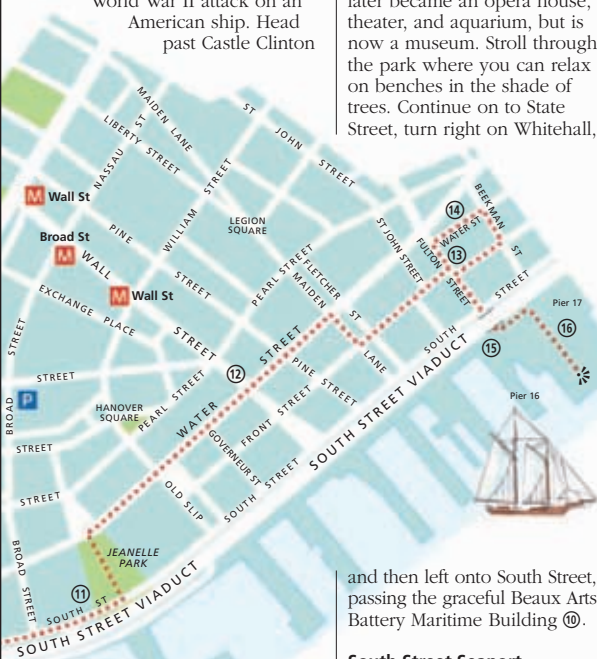 World War II attack on an
American ship. Head
past Castle Clinton
later became an opera house,
theater, and aquarium, but is
now a museum. Stroll through
the park where you can relax
on benches in the shade of
trees. Continue on to State
Street, turn right on Whitehall,
MAIDEN LANE
LIBERTY STREET
NASSAU ST
ST JOHN STREET
WILLIAM STREET
LEGION
SQUARE
M Wall St
Broad St
M
WALL STREET
M Wall St
PINE STREET
EXCHANGE PLACE
PEARL STREET
FLETCHER ST
MAIDEN LANE
ST JOHN STREET
FULTON STREET
BEEKMAN ST
WATER ST
⑭
⑬
SOUTH STREET
Pier 17
⑯
⑮
Pier 16
BROAD STREET
STREET
P
HANOVER
SQUARE
PEARL STREET
⑫
WATER STREET
PINE STREET
FRONT STREET
GOVERNEUR ST
SOUTH STREET
SOUTH STREET VIADUCT
OLD SLIP
STREET
STREET
BROAD STREET
JEANELLE
PARK
⑪
SOUTH ST
SOUTH STREET VIADUCT
and then left onto South Street,
passing the graceful Beaux Arts
Battery Maritime Building ⑩.
South Street Seaport